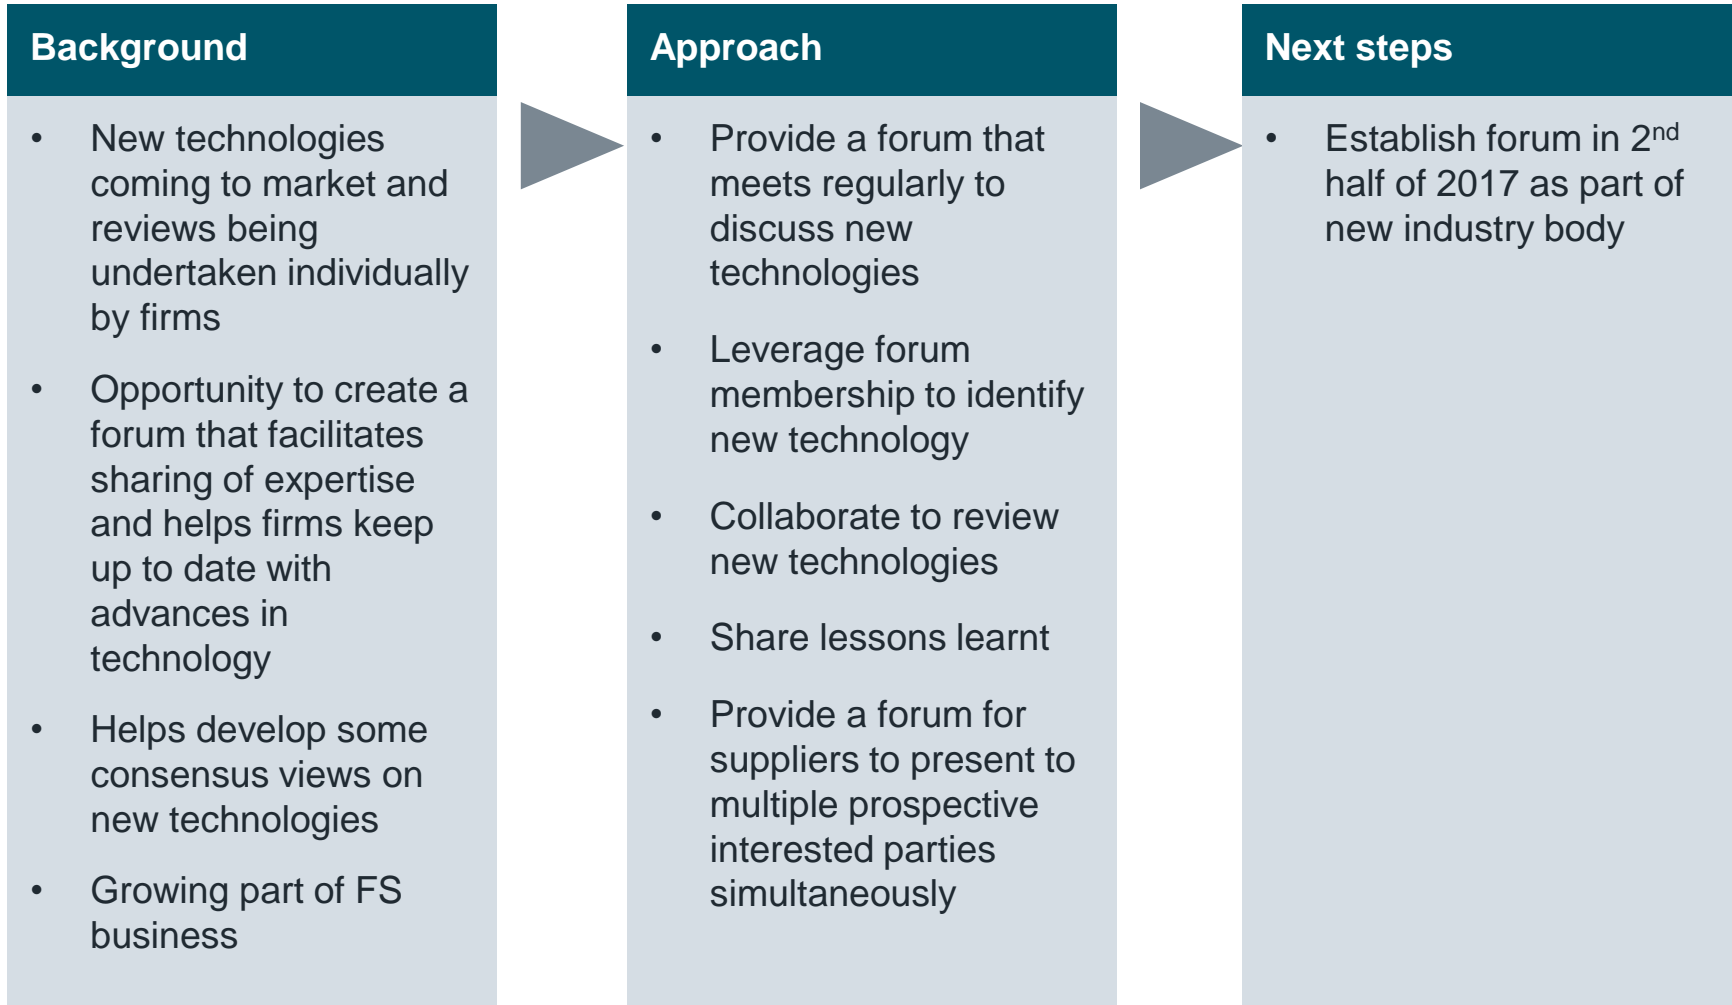 Background
• New technologies
coming to market and
reviews being
undertaken individually
by firms
• Opportunity to create a
forum that facilitates
sharing of expertise
and helps firms keep
up to date with
advances in
technology
• Helps develop some
consensus views on
new technologies
• Growing part of FS
business
Approach
• Provide a forum that
meets regularly to
discuss new
technologies
• Leverage forum
membership to identify
new technology
• Collaborate to review
new technologies
• Share lessons learnt
• Provide a forum for
suppliers to present to
multiple prospective
interested parties
simultaneously
Next steps
• Establish forum in 2nd
half of 2017 as part of
new industry body